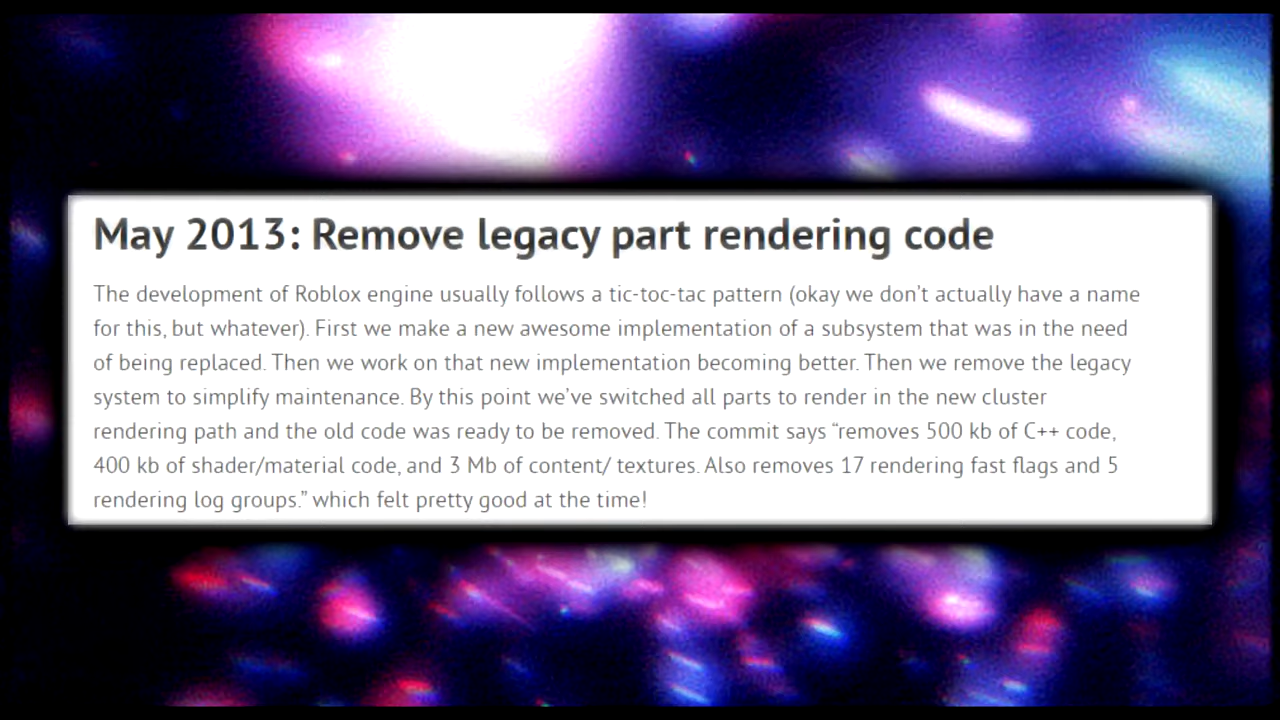 May 2013: Remove legacy part rendering code
The development of Roblox engine usually follows a tic-toc-tac pattern (okay we don’t actually have a name
for this, but whatever). First we make a new awesome implementation of a subsystem that was in the need
of being replaced. Then we work on that new implementation becoming better. Then we remove the legacy
system to simplify maintenance. By this point we’ve switched all parts to render in the new cluster
rendering path and the old code was ready to be removed. The commit says “removes 500 kb of C++ code,
400 kb of shader/material code, and 3 Mb of content/ textures. Also removes 17 rendering fast flags and 5
rendering log groups.” which felt pretty good at the time!